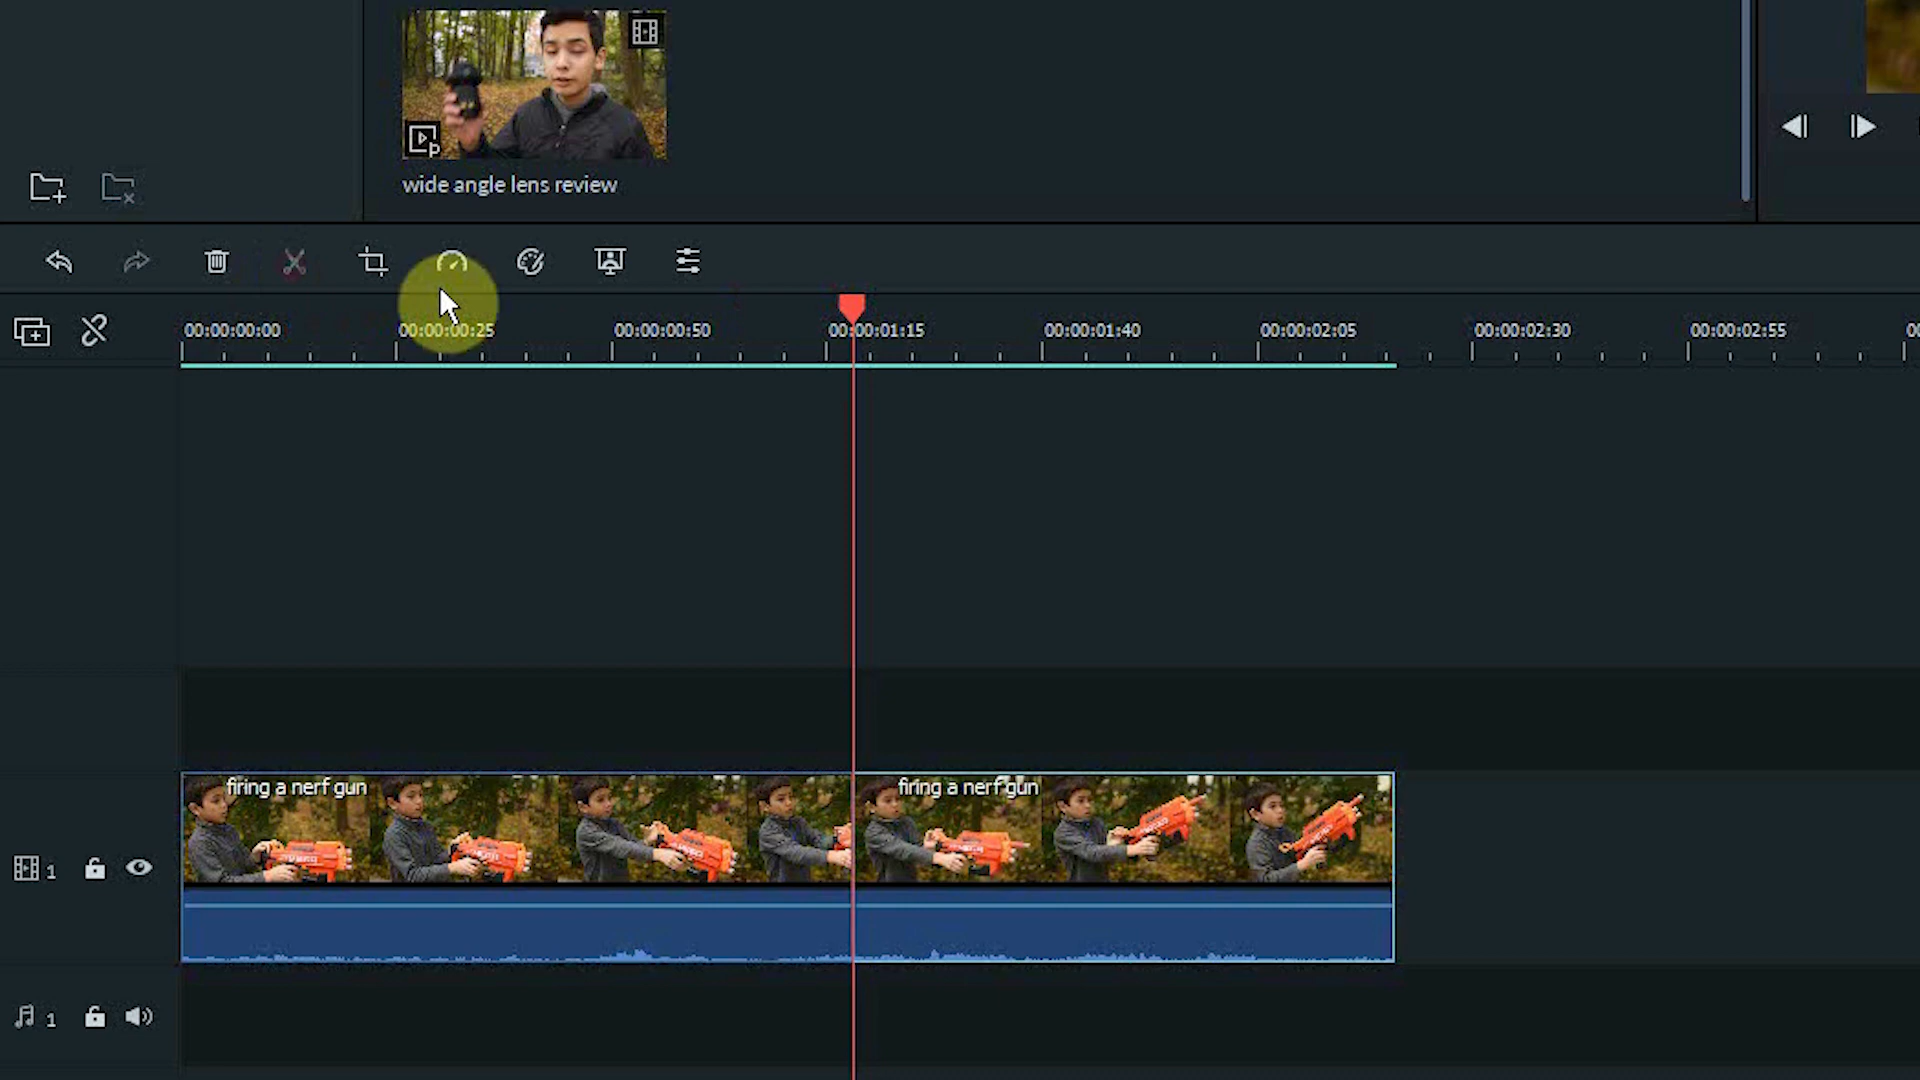 wide angle lens review
00:00:00:00 00:00:00:25 00:00:00:50 00:00:01:15 00:00:01:40 00:00:02:05 00:00:02:30 00:00:02:55 00
firing a nerf gun firing a nerf gun
1
1